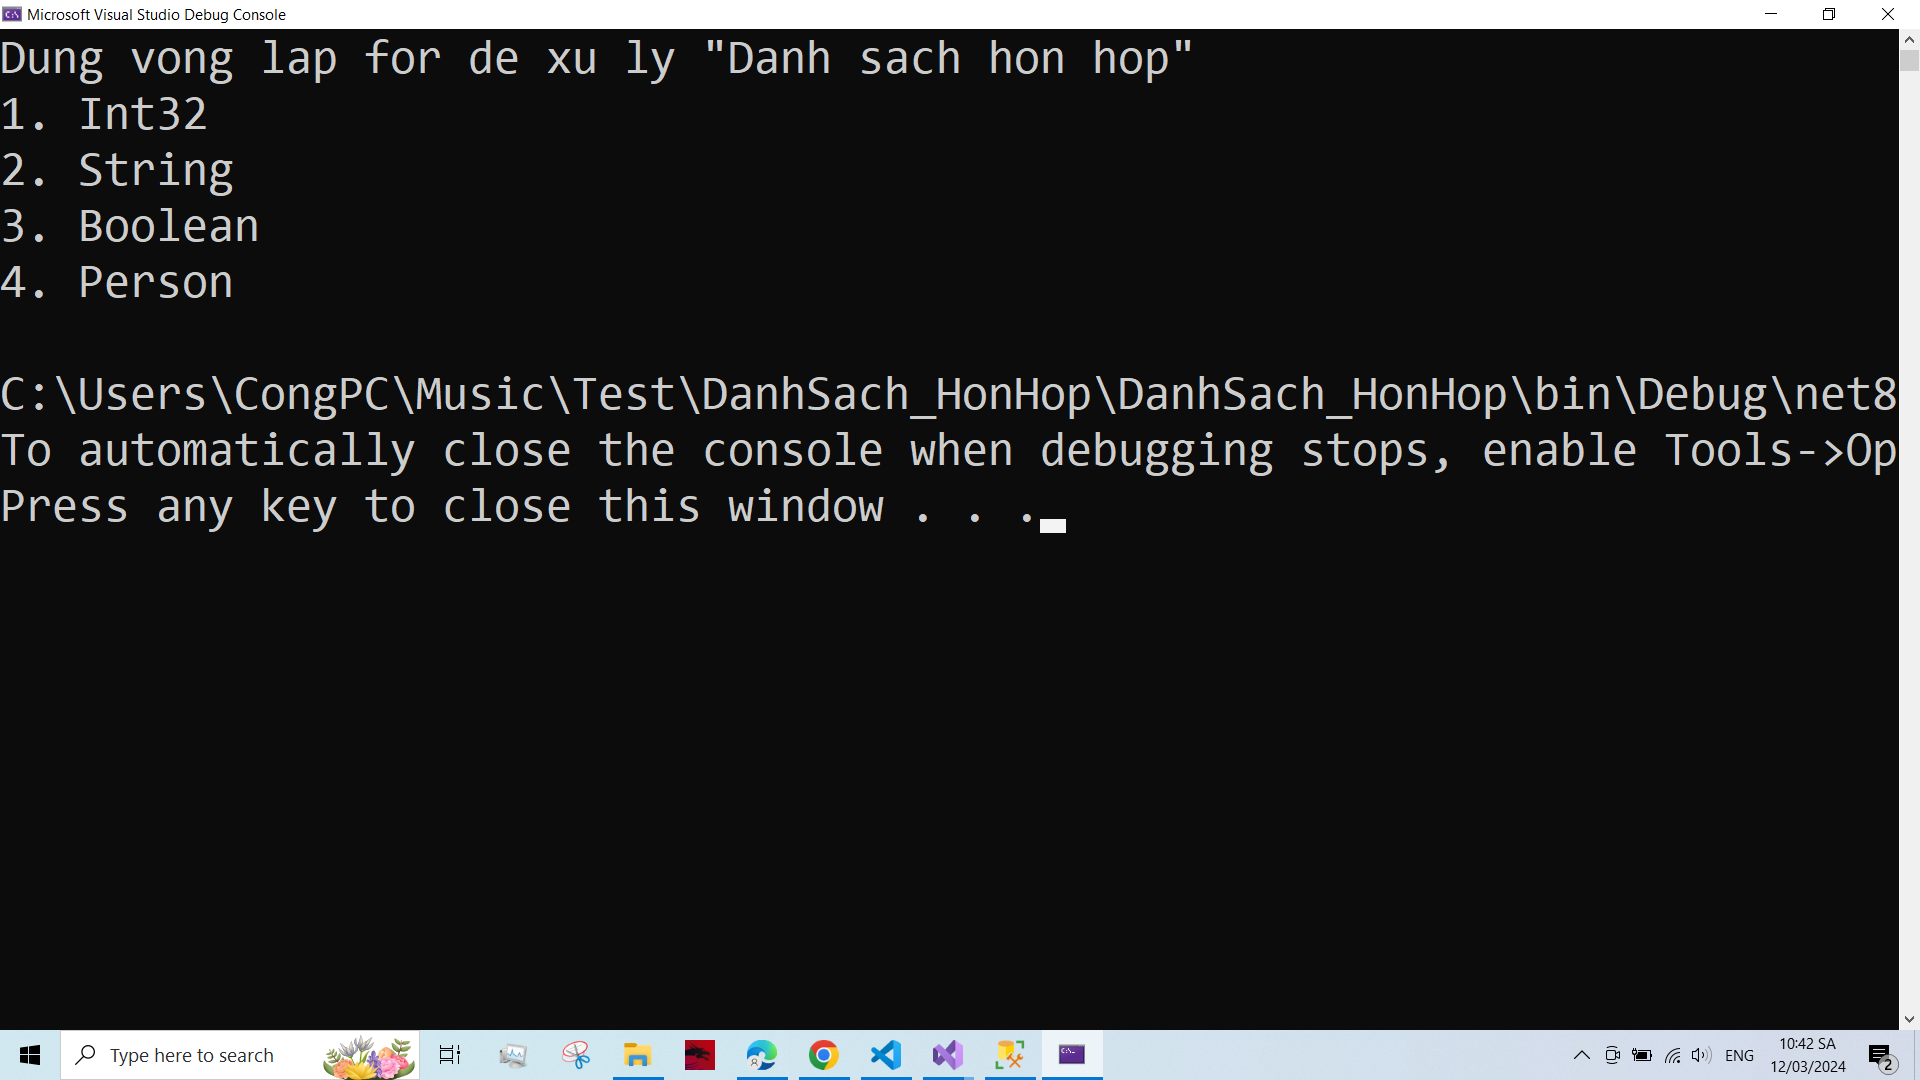 Microsoft Visual Studio Debug Console
Dung vong lap for de xu ly "Danh sach hon hop"
1. Int32
2. String
3. Boolean
4. Person
C:\Users\CongPC\Music\Test\DanhSach_HonHop\DanhSach_HonHop\bin\Debug\net8
To automatically close the console when debugging stops, enable Tools->Op
Press any key to close this window . . .
Type here to search
ENG
10:42 SA
12/03/2024
2